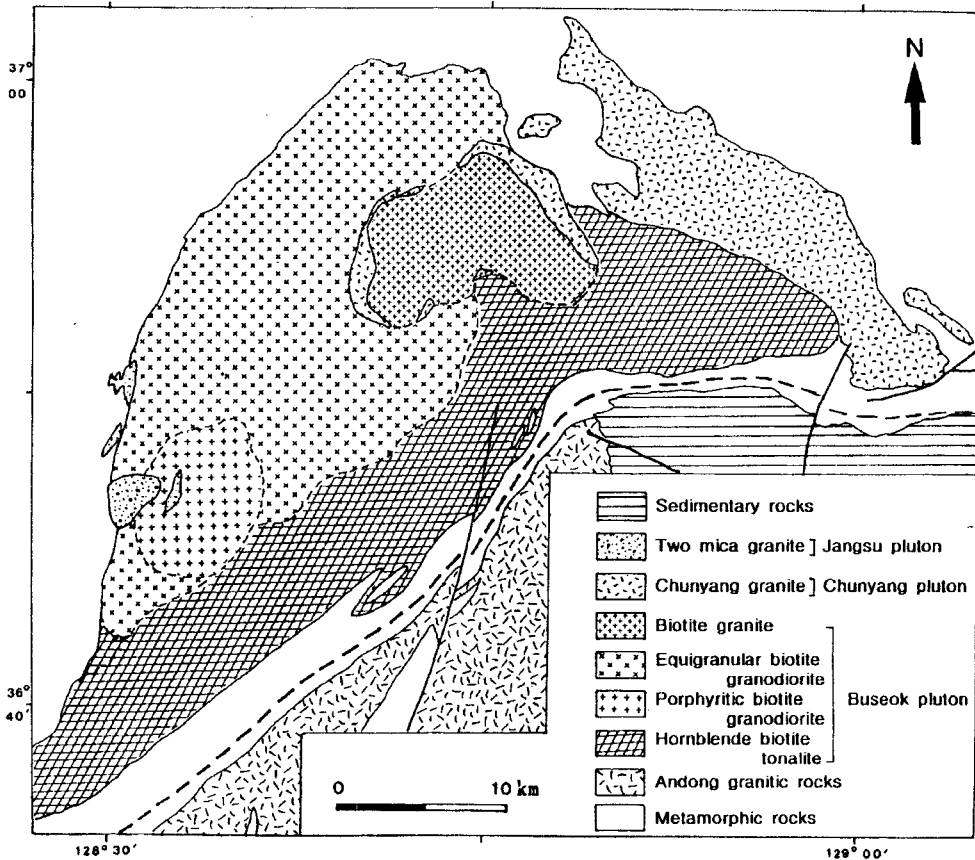 N
37°
00
36°
40'
Sedimentary rocks
Two mica granite ] Jangsu pluton
Chunyang granite ] Chunyang pluton
Biotite granite
Equigranular biotite
granodiorite
Porphyritic biotite
granodiorite
Buseok pluton
Hornblende biotite
tonalite
Andong granitic rocks
Metamorphic rocks
0 10 km
128° 30'
129° 00'